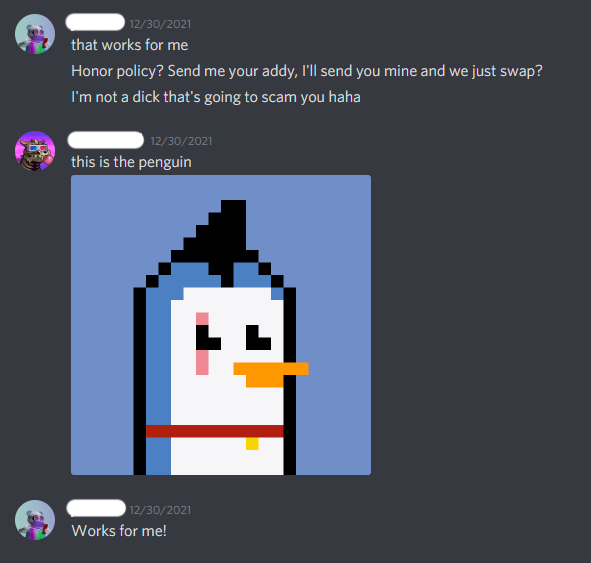 12/30/2021
that works for me
Honor policy? Send me your addy, I'll send you mine and we just swap?
I'm not a dick that's going to scam you haha
12/30/2021
this is the penguin
12/30/2021
Works for me!